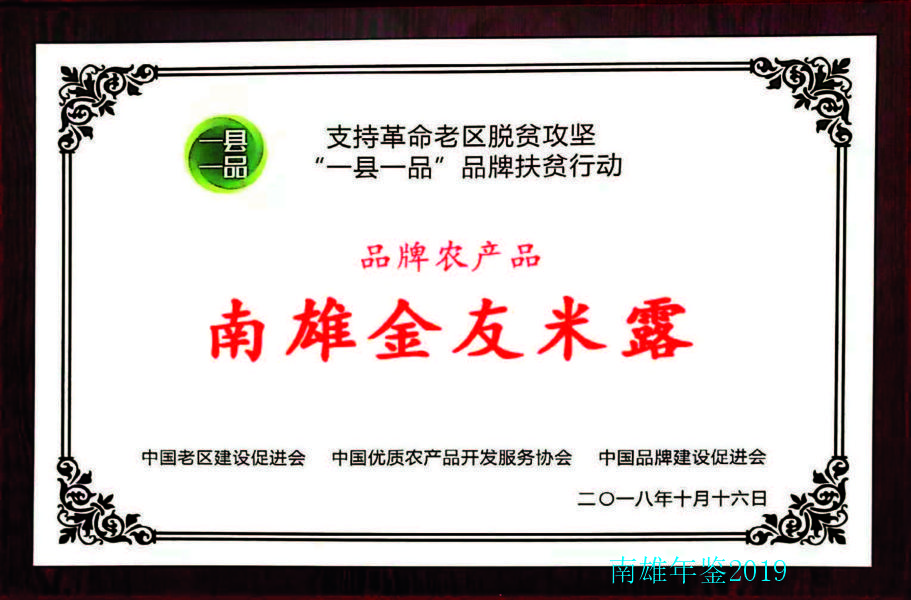 一县
一品
支持革命老区脱贫攻坚
“一县一品”品牌扶贫行动
品牌农产品
南雄金友米露
中国老区建设促进会 中国优质农产品开发服务协会 中国品牌建设促进会
二〇一八年十月十六日
南雄年鉴2019